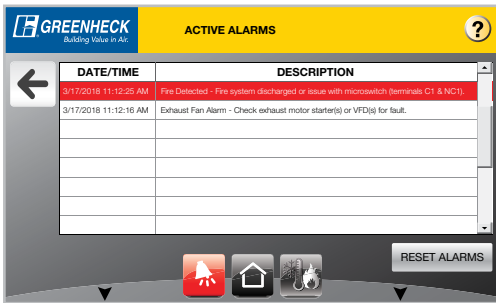 GREENHECK
Building Value in Air.
ACTIVE ALARMS
?
DATE/TIME DESCRIPTION
3/17/2018 11:12:25 AM Fire Detected - Fire system discharged or issue with microswitch (terminals C1 & NC1).
3/17/2018 11:12:16 AM Exhaust Fan Alarm - Check exhaust motor starter(s) or VFD(s) for fault.
RESET ALARMS